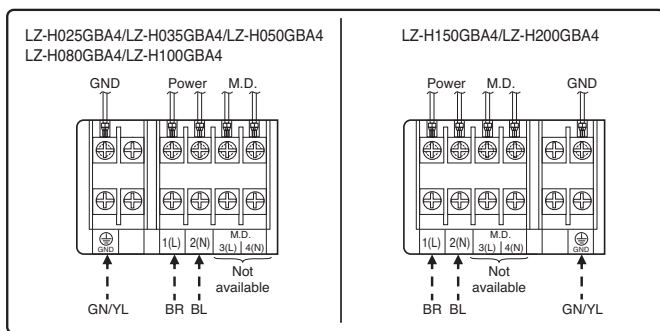 LZ-H025GBA4/LZ-H035GBA4/LZ-H050GBA4
LZ-H080GBA4/LZ-H100GBA4
GND Power M.D.
GND 1(L) 2(N) M.D.
3(L) 4(N)
Not
available
GN/YL BR BL
LZ-H150GBA4/LZ-H200GBA4
Power M.D. GND
1(L) 2(N) M.D.
3(L) 4(N) GND
Not
available
BR BL GN/YL